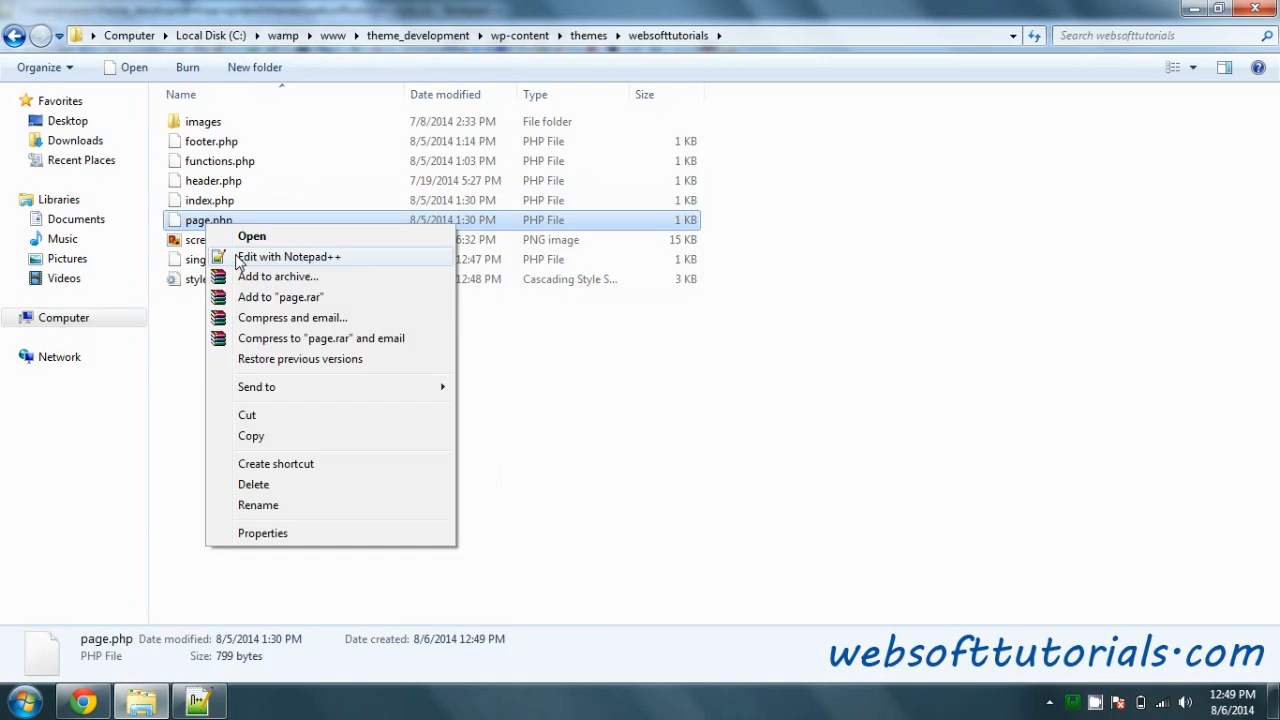 Computer
Local Disk (C:)
wamp
www
theme_development
wp-content
themes
websofttutorials
Search websofttutorials
Organize
Open
Burn
New folder
Favorites
Desktop
Downloads
Recent Places
Libraries
Documents
Music
Pictures
Videos
Computer
Network
Name Date modified Type Size
images 7/8/2014 2:33 PM File folder
footer.php 8/5/2014 1:14 PM PHP File 1 KB
functions.php 8/5/2014 1:03 PM PHP File 1 KB
header.php 7/19/2014 5:27 PM PHP File 1 KB
index.php 8/5/2014 1:30 PM PHP File 1 KB
page.php 8/5/2014 1:30 PM PHP File 1 KB
scre 6:32 PM PNG image 15 KB
sing 12:47 PM PHP File 1 KB
style 12:48 PM Cascading Style S... 3 KB
Open
Edit with Notepad++
Add to archive...
Add to "page.rar"
Compress and email...
Compress to "page.rar" and email
Restore previous versions
Send to
Cut
Copy
Create shortcut
Delete
Rename
Properties
page.php Date modified: 8/5/2014 1:30 PM Date created: 8/6/2014 12:49 PM
PHP File Size: 799 bytes
websofttutorials.com
12:49 PM
8/6/2014